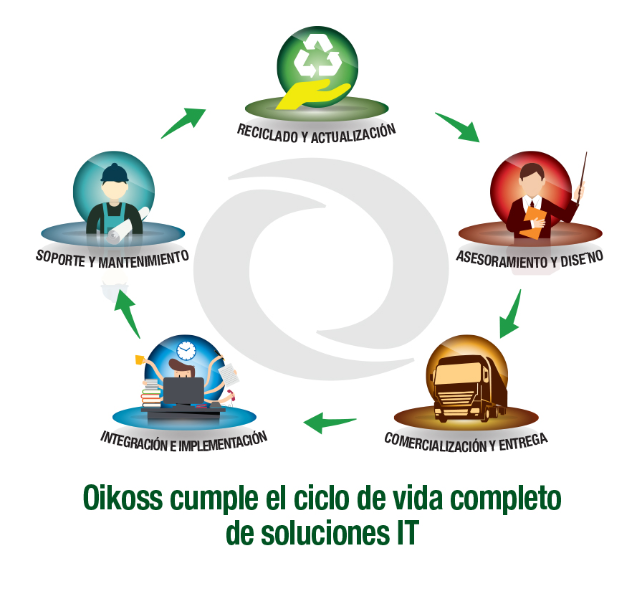 RECICLADO Y ACTUALIZACIÓN
SOPORTE Y MANTENIMIENTO
ASESORAMIENTO Y DISE˜NO
INTEGRACIÓN E IMPLEMENTACIÓN
COMERCIALIZACIÓN Y ENTREGA
Oikoss cumple el ciclo de vida completo
de soluciones IT